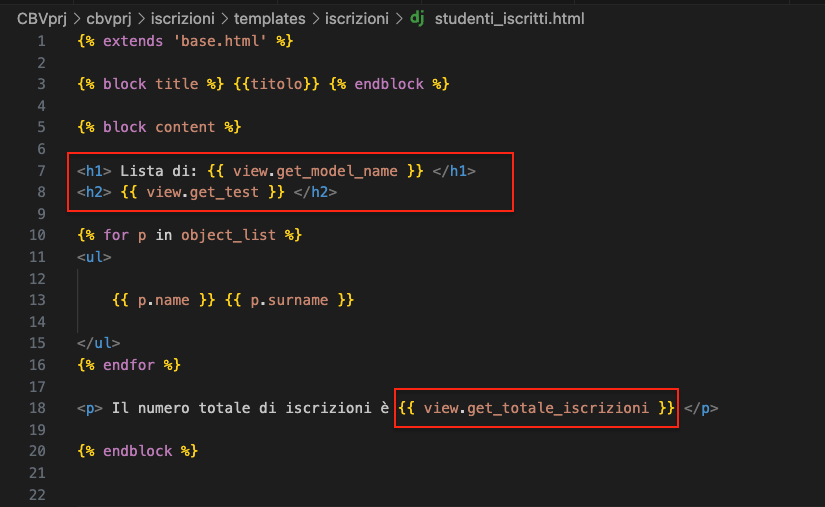 CBVprj > cbvprj > iscrizioni > templates > iscrizioni > dj studenti_iscritti.html
1 {% extends 'base.html' %}
2
3 {% block title %} {{titolo}} {% endblock %}
4
5 {% block content %}
6
7 <h1> Lista di: {{ view.get_model_name }} </h1>
8 <h2> {{ view.get_test }} </h2>
9
10 {% for p in object_list %}
11 <ul>
12
13 {{ p.name }} {{ p.surname }}
14
15 </ul>
16 {% endfor %}
17
18 <p> Il numero totale di iscrizioni è {{ view.get_totale_iscrizioni }} </p>
19
20 {% endblock %}
21
22